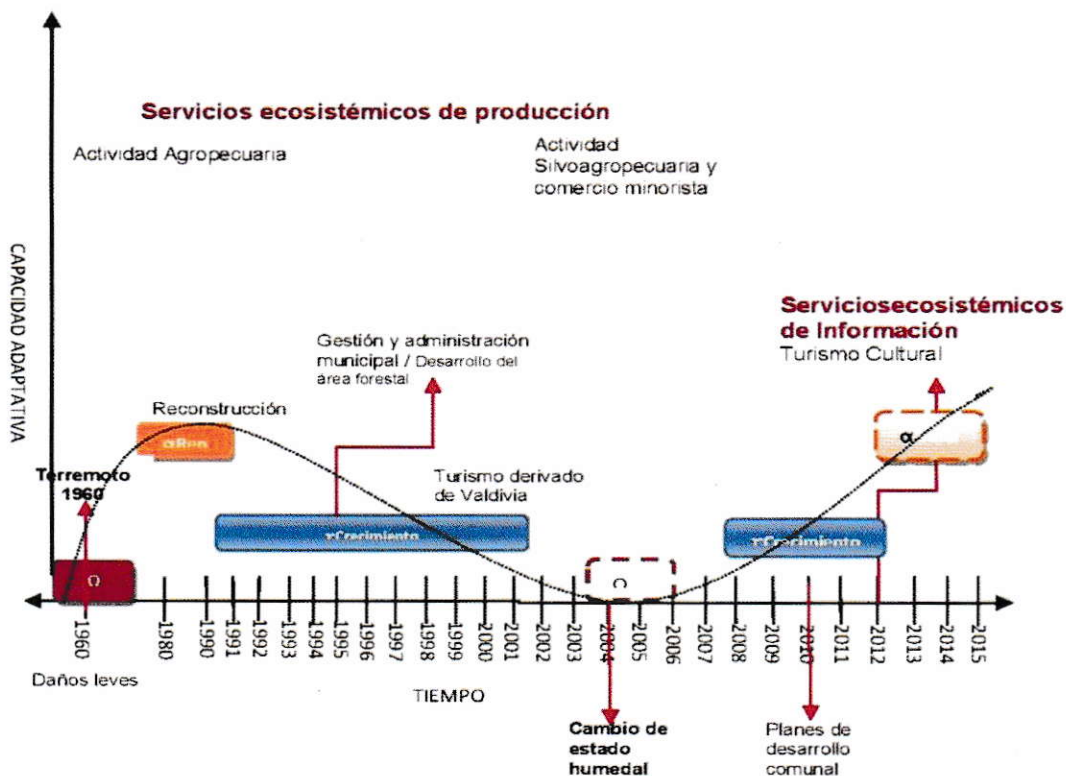 Servicios ecosistémicos de producción
Actividad Agropecuaria
Actividad
Silvoagropecuaria y
comercio minorista
CAPACIDAD ADAPTATIVA
Serviciosecosistémicos
de Información
Turismo Cultural
Gestión y administración
municipal / Desarrollo del
área forestal
Reconstrucción
α
Terremoto
1960
Turismo derivado
de Valdivia
rCrecimiento
rCrecimiento
Ω
1960
1980
1990
1991
1992
1993
1994
1995
1996
1997
1998
1999
2000
2001
2002
2003
2004
2005
2006
2007
2008
2009
2010
2011
2012
2013
2014
2015
Daños leves
TIEMPO
Cambio de
estado
humedal
Planes de
desarrollo
comunal